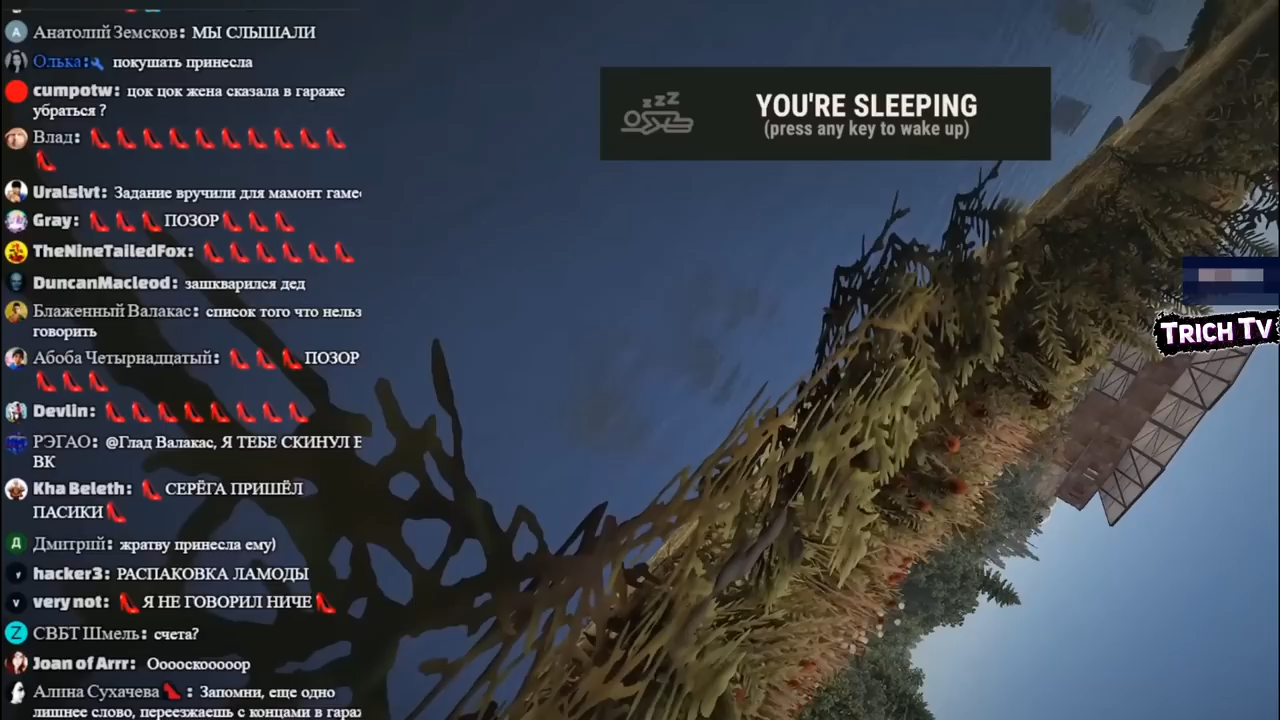 Анатолій Земсков: МЫ СЛЫШАЛИ
Олька: покушать принесла
cumpotw: цок цок жена сказала в гараже
убраться ?
Влад:
Uralslvt: Задание вручили для мамонт гаме
Gray: ПОЗОР
TheNineTailedFox:
DuncanMacleod: зашкварился дед
Блаженный Валакас: список того что нельз
говорить
Абоба Четырнадцатый: ПОЗОР
Devlin:
РЭГАО: @Глад Валакас, Я ТЕБЕ СКИНУЛ В
ВК
Kha Beleth: СЕРЁГА ПРИШЁЛ
ПАСИКИ
Дмитрий: жратву принесла ему)
hacker3: РАСПАКОВКА ЛАМОДЫ
very not: Я НЕ ГОВОРИЛ НИЧЕ
СВБТ Шмель: счета?
Joan of Arrr: Ооооскооооор
Алина Сухачева : Запомни, еще одно
лишнее слово, переезжаешь с концами в гараж
zzZ
YOU'RE SLEEPING
(press any key to wake up)
TRICH TV